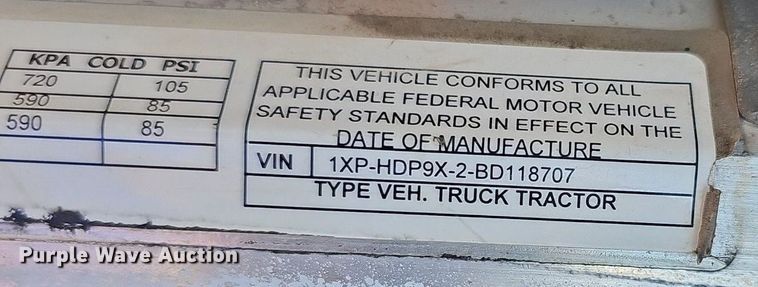 KPA COLD PSI
720 105
590 85
590 85
THIS VEHICLE CONFORMS TO ALL
APPLICABLE FEDERAL MOTOR VEHICLE
SAFETY STANDARDS IN EFFECT ON THE
DATE OF MANUFACTURE
VIN 1XP-HDP9X-2-BD118707
TYPE VEH. TRUCK TRACTOR
Purple Wave Auction